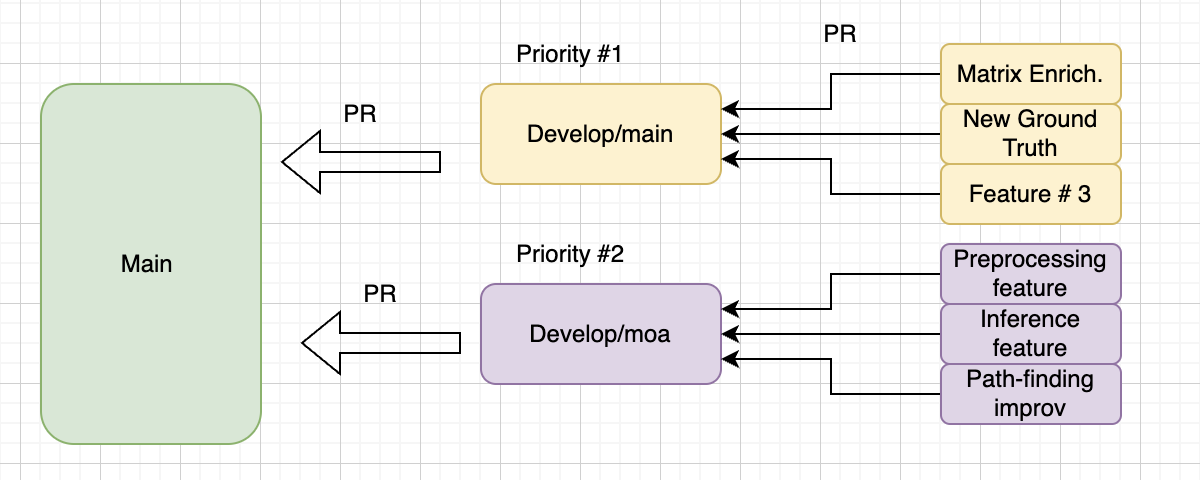 PR
Priority #1
Matrix Enrich.
PR
Develop/main
New Ground
Truth
Feature # 3
Main
Priority #2
Preprocessing
feature
PR
Develop/moa
Inference
feature
Path-finding
improv